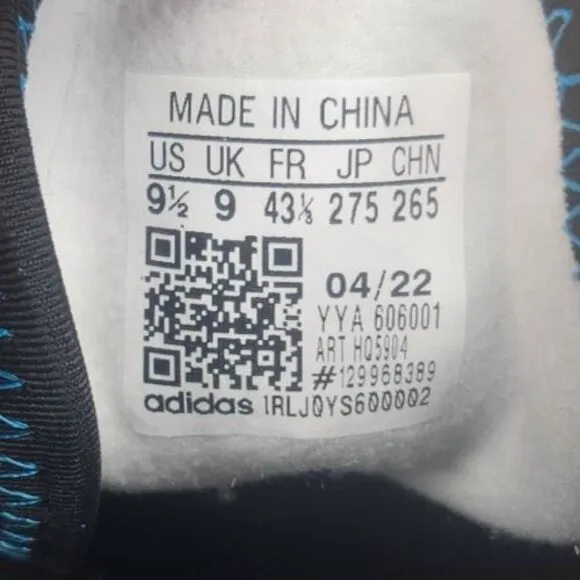 MADE IN CHINA
US UK FR JP CHN
9½ 9 43⅓ 275 265
04/22
YYA 606001
ART HQ5904
#129968389
adidas 1RLJQYS600002